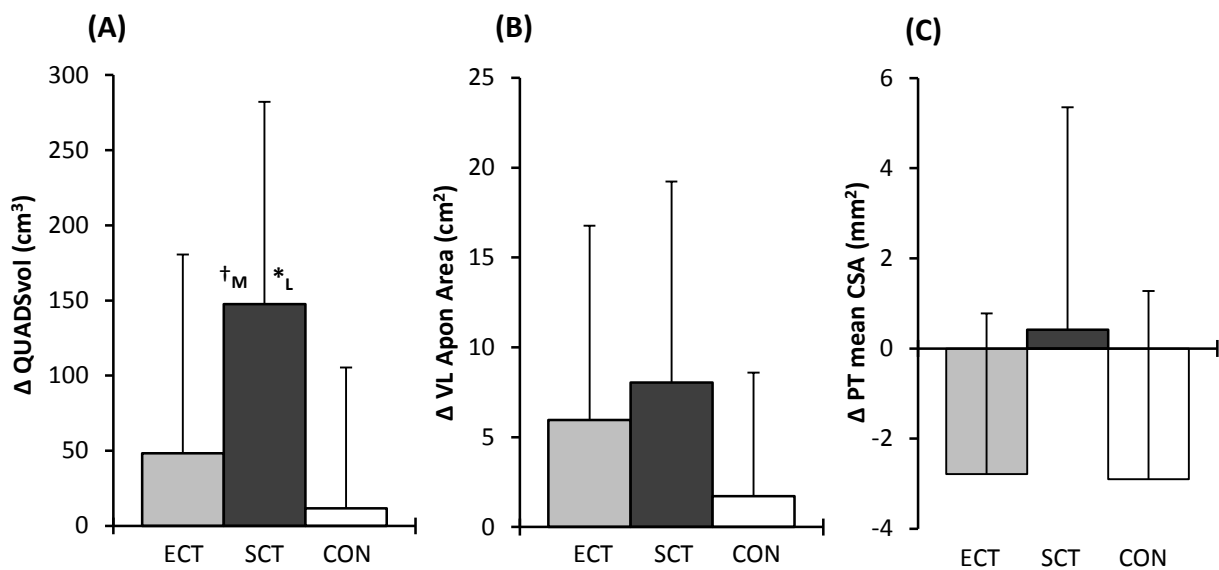 (A)
Δ QUADSvol (cm³)
300
250
200
150
100
50
0
†M *L
ECT SCT CON
(B)
Δ VL Apon Area (cm²)
25
20
15
10
5
0
ECT SCT CON
(C)
Δ PT mean CSA (mm²)
6
4
2
0
-2
-4
ECT SCT CON